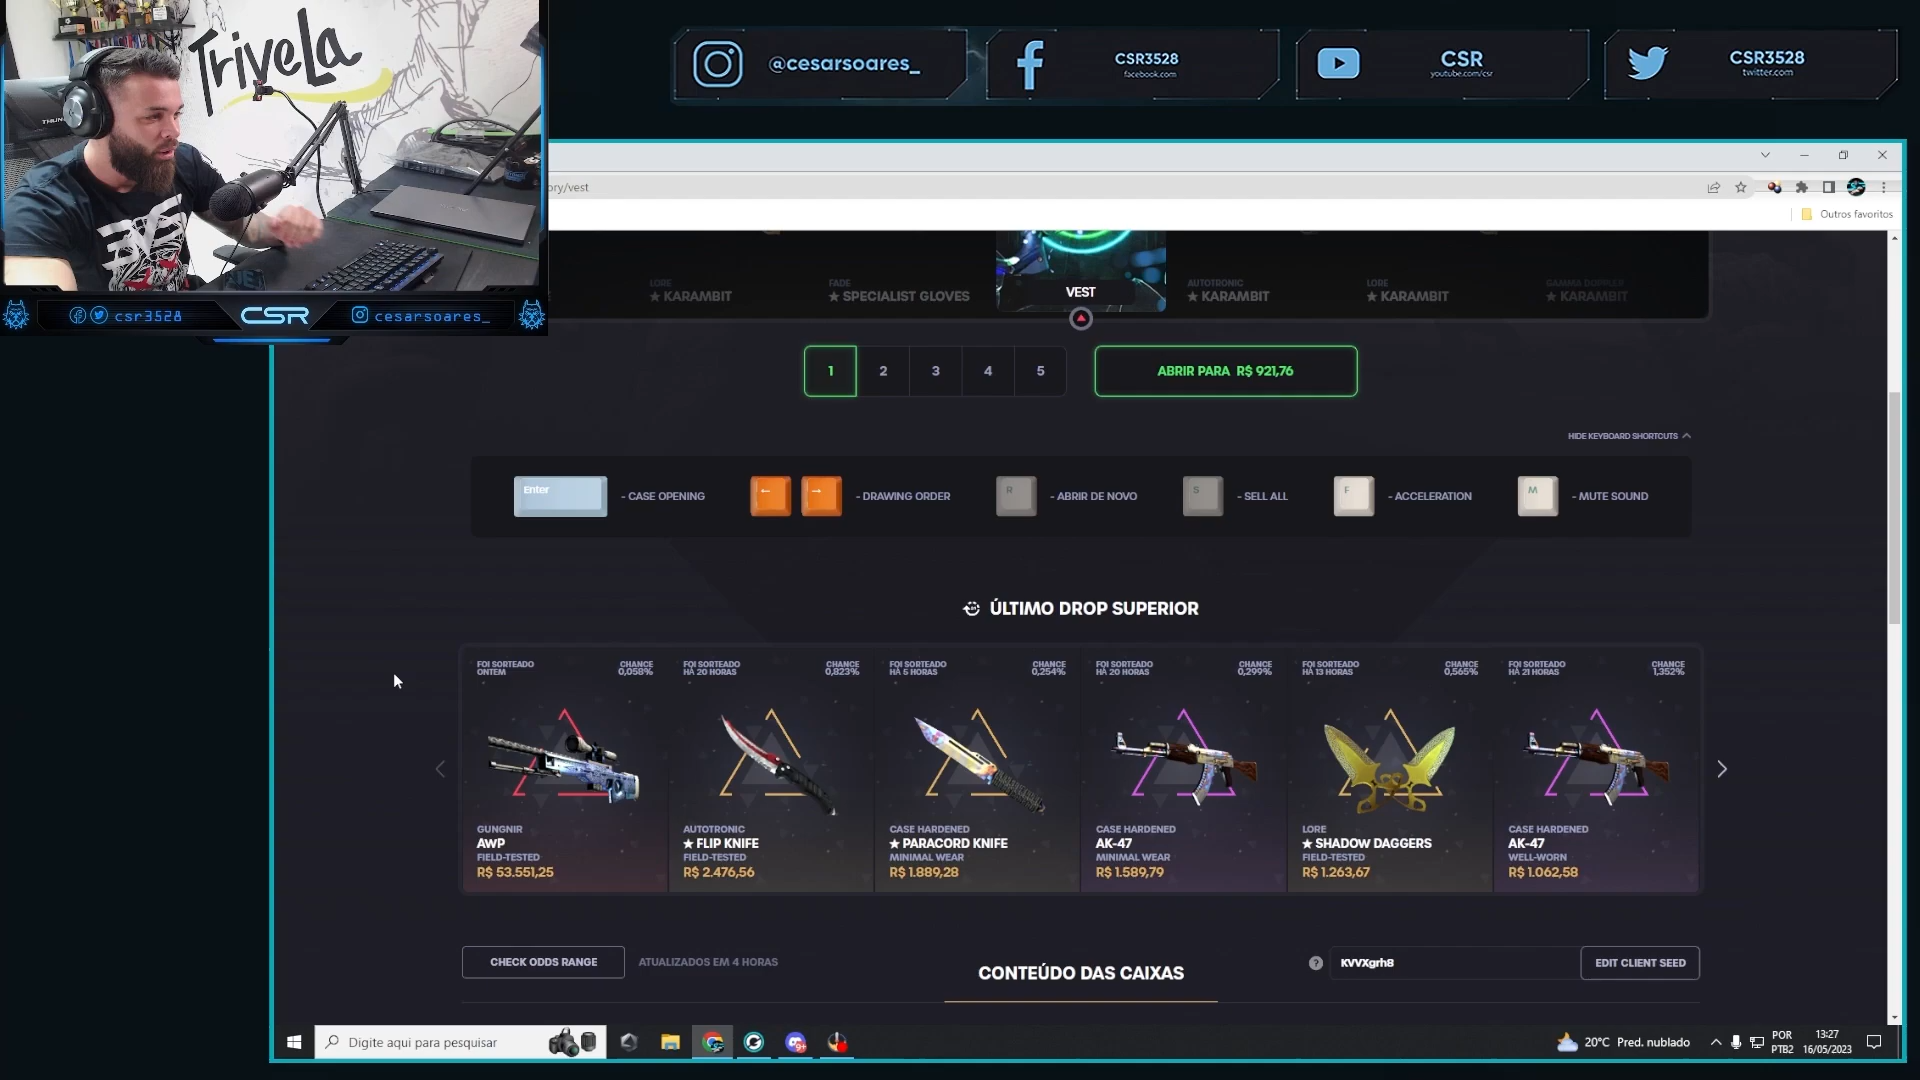 TriveLa
csr3528
CSR
cesarsoares_
@cesarsoares_
CSR3528
facebook.com
CSR
youtube.com/csr
CSR3528
twitter.com
ory/vest
Outros favoritos
LORE
★ KARAMBIT
FADE
★ SPECIALIST GLOVES
VEST
AUTOTRONIC
★ KARAMBIT
LORE
★ KARAMBIT
GAMMA DOPPLER
★ KARAMBIT
1 2 3 4 5
ABRIR PARA R$ 921,76
HIDE KEYBOARD SHORTCUTS
Enter - CASE OPENING
← → - DRAWING ORDER
R - ABRIR DE NOVO
S - SELL ALL
F - ACCELERATION
M - MUTE SOUND
ÚLTIMO DROP SUPERIOR
FOI SORTEADO
ONTEM
CHANCE
0,058%
GUNGNIR
AWP
FIELD-TESTED
R$ 53.551,25
FOI SORTEADO
HÁ 20 HORAS
CHANCE
0,823%
AUTOTRONIC
★ FLIP KNIFE
FIELD-TESTED
R$ 2.476,56
FOI SORTEADO
HÁ 5 HORAS
CHANCE
0,254%
CASE HARDENED
★ PARACORD KNIFE
MINIMAL WEAR
R$ 1.889,28
FOI SORTEADO
HÁ 20 HORAS
CHANCE
0,299%
CASE HARDENED
AK-47
MINIMAL WEAR
R$ 1.589,79
FOI SORTEADO
HÁ 13 HORAS
CHANCE
0,565%
LORE
★ SHADOW DAGGERS
FIELD-TESTED
R$ 1.263,67
FOI SORTEADO
HÁ 21 HORAS
CHANCE
1,352%
CASE HARDENED
AK-47
WELL-WORN
R$ 1.062,58
CHECK ODDS RANGE
ATUALIZADOS EM 4 HORAS
CONTEÚDO DAS CAIXAS
? KVVXgrh8
EDIT CLIENT SEED
Digite aqui para pesquisar
20°C Pred. nublado
POR
PTB2
13:27
16/05/2023